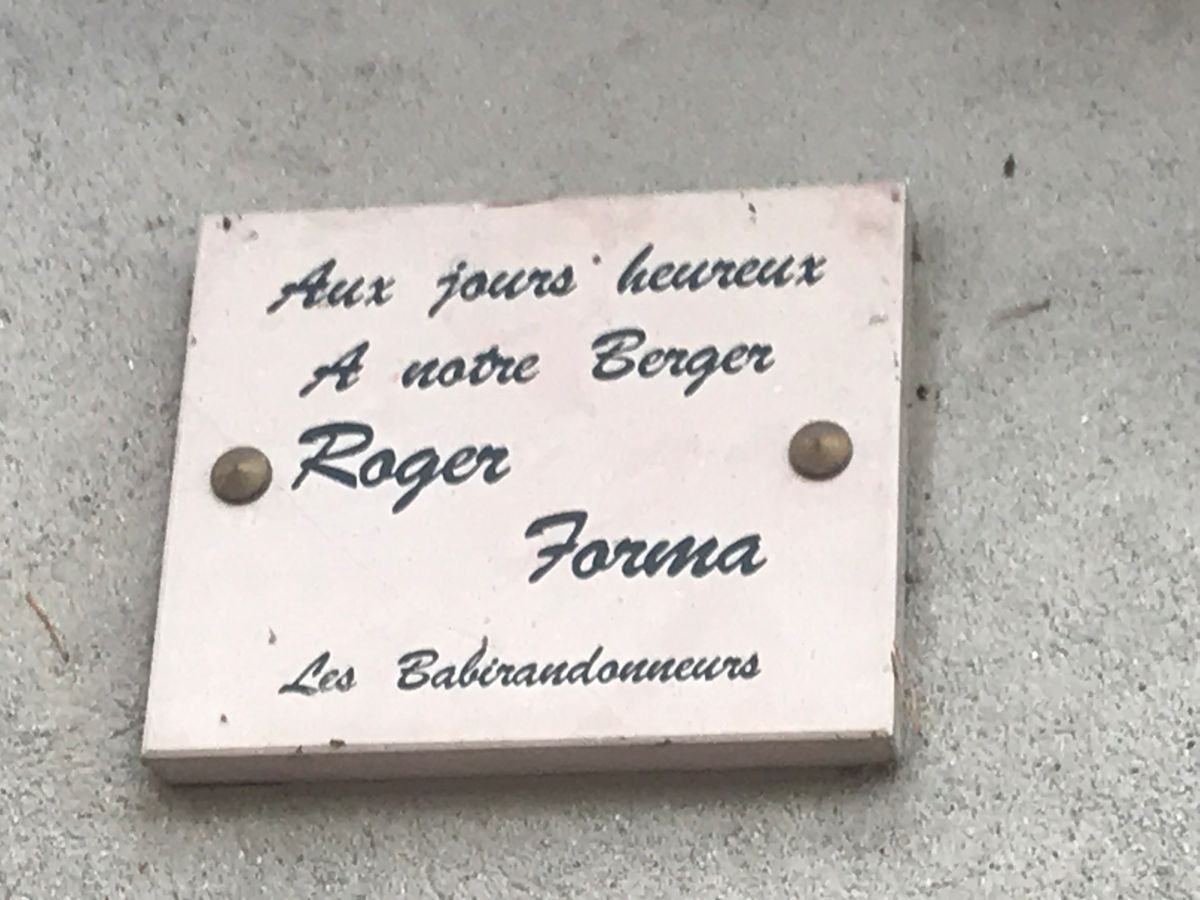 Aux jours heureux
A notre Berger
Roger
Forma
Les Babirandonneurs